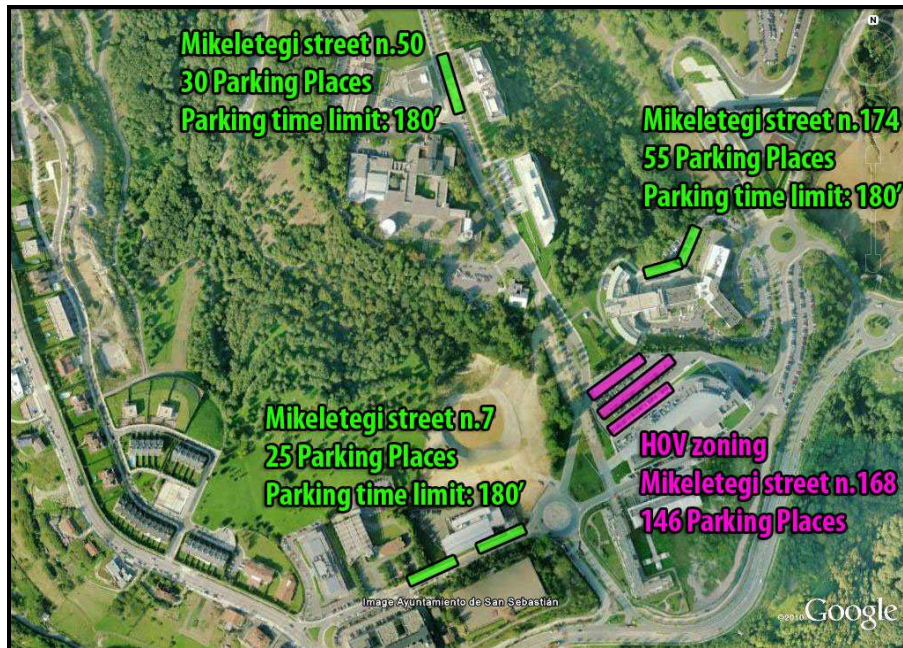 Mikeletegi street n.50
30 Parking Places
Parking time limit: 180'
Mikeletegi street n.174
55 Parking Places
Parking time limit: 180'
Mikeletegi street n.7
25 Parking Places
Parking time limit: 180'
HOV zoning
Mikeletegi street n.168
146 Parking Places
Image Ayuntamiento de San Sebastián
©2010 Google
N